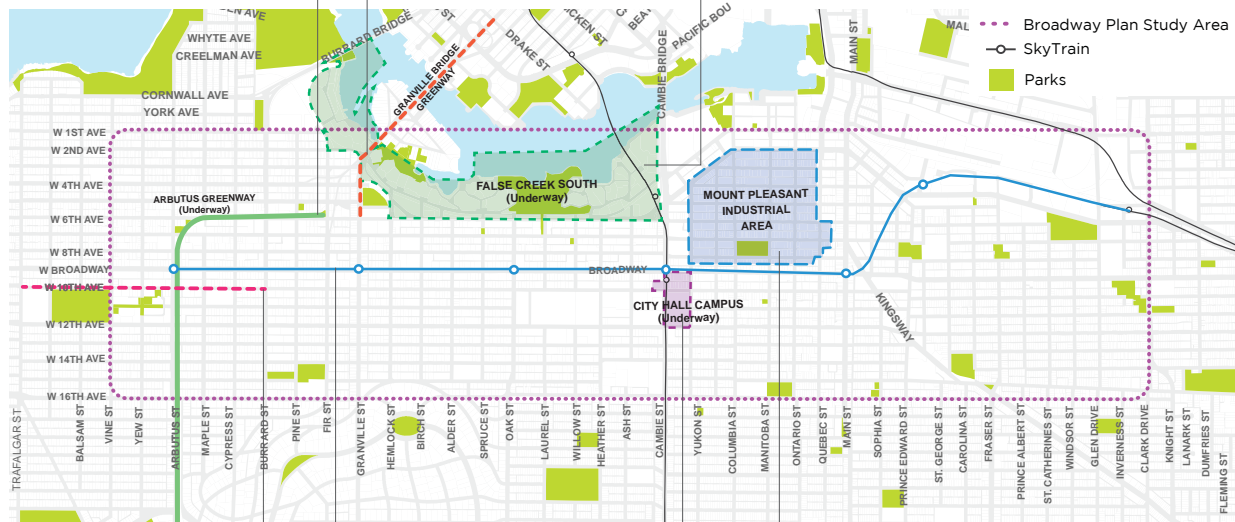 WHYTE AVE
CREELMAN AVE
CORNWALL AVE
YORK AVE
BURRARD BRIDGE
GRANVILLE BRIDGE
GREENWAY
DRAKE ST
PACIFIC BOU
CAMBIE BRIDGE
MAIN ST
MAL
Broadway Plan Study Area
SkyTrain
Parks
W 1ST AVE
W 2ND AVE
W 4TH AVE
W 6TH AVE
W 8TH AVE
W BROADWAY
W 10TH AVE
W 12TH AVE
W 14TH AVE
W 16TH AVE
ARBUTUS GREENWAY
(Underway)
FALSE CREEK SOUTH
(Underway)
MOUNT PLEASANT
INDUSTRIAL
AREA
BROADWAY
CITY HALL CAMPUS
(Underway)
KINGSWAY
TRAFALGAR ST
BALSAM ST
VINE ST
YEW ST
ARBUTUS ST
MAPLE ST
CYPRESS ST
BURRARD ST
PINE ST
FIR ST
GRANVILLE ST
HEMLOCK ST
BIRCH ST
ALDER ST
SPRUCE ST
OAK ST
LAUREL ST
WILLOW ST
HEATHER ST
ASH ST
CAMBIE ST
YUKON ST
COLUMBIA ST
MANITOBA ST
ONTARIO ST
QUEBEC ST
MAIN ST
SOPHIA ST
PRINCE EDWARD ST
ST. GEORGE ST
CAROLINA ST
FRASER ST
PRINCE ALBERT ST
ST. CATHERINES ST
WINDSOR ST
GLEN DRIVE
INVERNESS ST
CLARK DRIVE
KNIGHT ST
LANARK ST
DUMFRIES ST
FLEMING ST